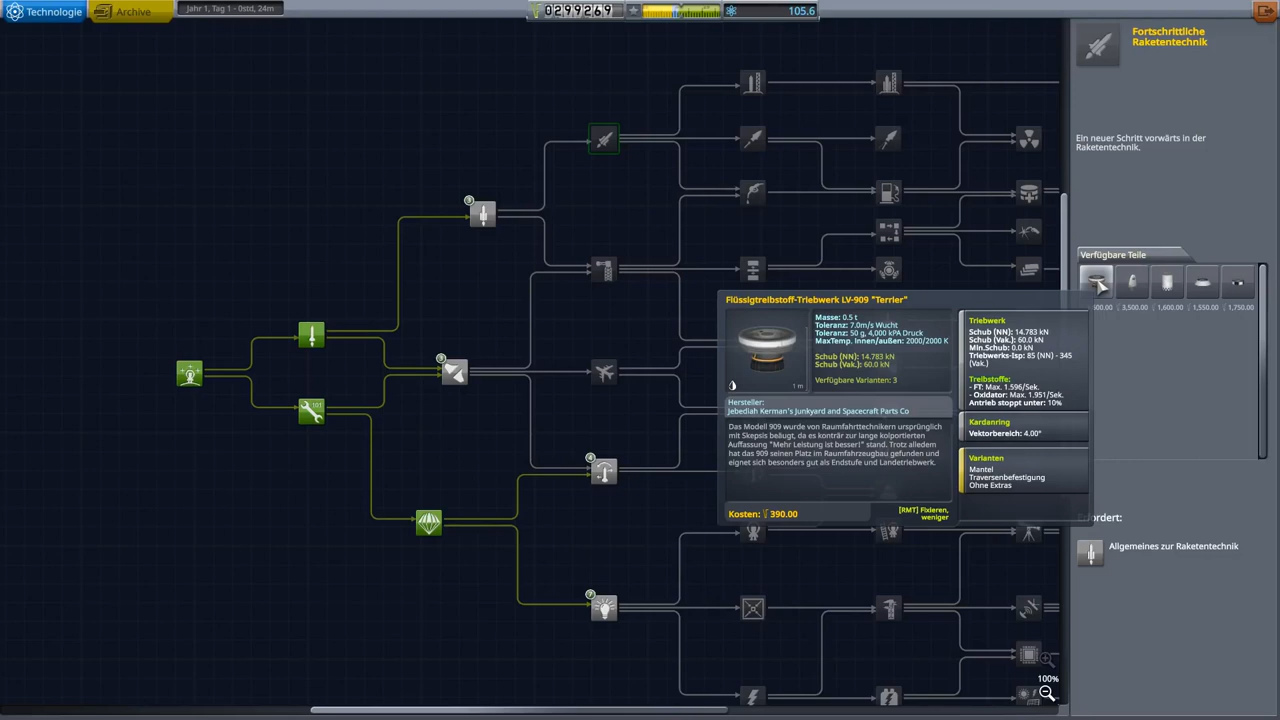 Technologie
Archive
Jahr 1, Tag 1 - 0std, 24m
0299269
105.6
Fortschrittliche
Raketentechnik
Ein neuer Schritt vorwärts in der
Raketentechnik.
3
3
4
7
101
Verfügbare Teile
3,500.00
1,600.00
1,550.00
1,750.00
Flüssigtreibstoff-Triebwerk LV-909 "Terrier"
Masse: 0.5 t
Toleranz: 7.0m/s Wucht
Toleranz: 50 g, 4,000 kPA Druck
MaxTemp. Innen/außen: 2000/2000 K
Schub (NN): 14.783 kN
Schub (Vak.): 60.0 kN
Verfügbare Varianten: 3
1 m
Hersteller:
Jebediah Kerman's Junkyard and Spacecraft Parts Co
Das Modell 909 wurde von Raumfahrttechnikern ursprünglich
mit Skepsis beäugt, da es konträr zur lange kolportierten
Auffassung "Mehr Leistung ist besser!" stand. Trotz alledem
hat das 909 seinen Platz im Raumfahrzeugbau gefunden und
eignet sich besonders gut als Endstufe und Landetriebwerk.
Kosten: 390.00
[RMT] Fixieren,
weniger
Triebwerk
Schub (NN): 14.783 kN
Schub (Vak.): 60.0 kN
Min.Schub: 0.0 kN
Triebwerks-Isp: 85 (NN) - 345
(Vak.)
Treibstoffe:
- FT: Max. 1.596/Sek.
- Oxidator: Max. 1.951/Sek.
Antrieb stoppt unter: 10%
Kardanring
Vektorbereich: 4.00°
Varianten
Mantel
Traversenbefestigung
Ohne Extras
Allgemeines zur Raketentechnik
100%